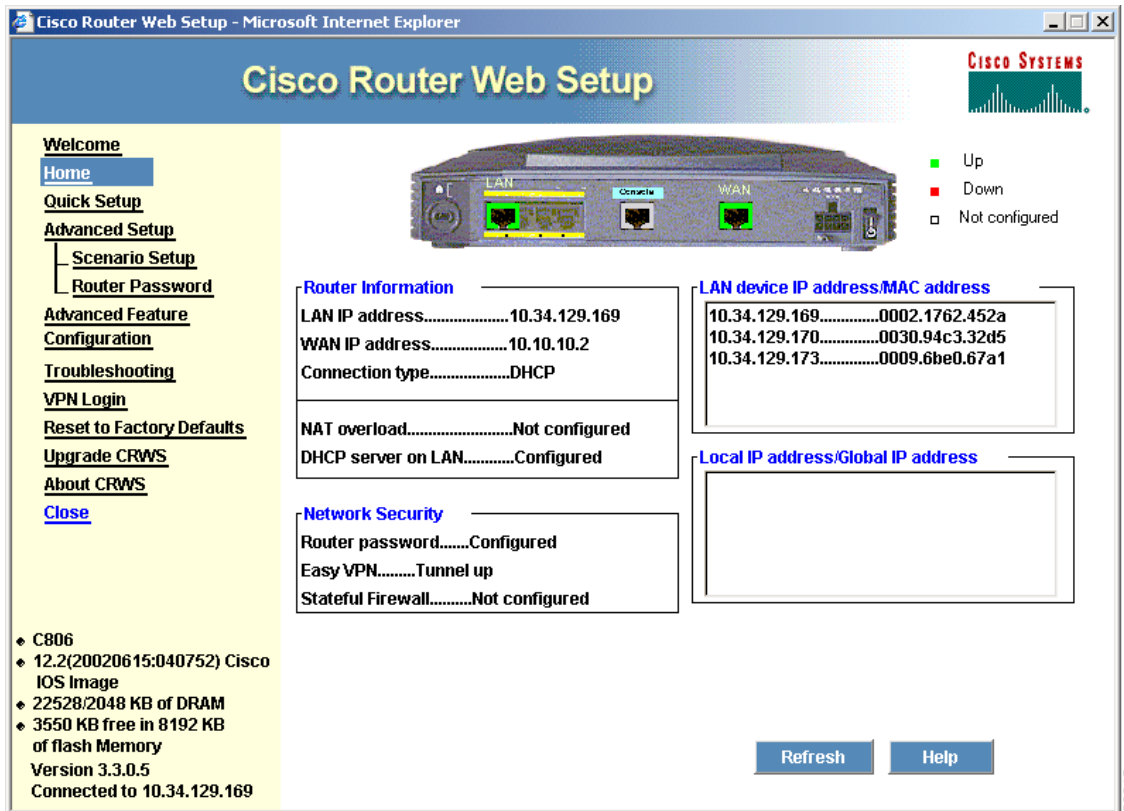 Cisco Router Web Setup - Microsoft Internet Explorer
Cisco Router Web Setup
CISCO SYSTEMS
Welcome
Home
Quick Setup
Advanced Setup
Scenario Setup
Router Password
Advanced Feature
Configuration
Troubleshooting
VPN Login
Reset to Factory Defaults
Upgrade CRWS
About CRWS
Close
C806
12.2(20020615:040752) Cisco
IOS Image
22528/2048 KB of DRAM
3550 KB free in 8192 KB
of flash Memory
Version 3.3.0.5
Connected to 10.34.129.169
LAN
Console
WAN
Up
Down
Not configured
Router Information
LAN IP address....................10.34.129.169
WAN IP address..................10.10.10.2
Connection type...................DHCP
NAT overload.........................Not configured
DHCP server on LAN............Configured
Network Security
Router password.......Configured
Easy VPN.........Tunnel up
Stateful Firewall..........Not configured
LAN device IP address/MAC address
10.34.129.169..............0002.1762.452a
10.34.129.170..............0030.94c3.32d5
10.34.129.173..............0009.6be0.67a1
Local IP address/Global IP address
Refresh
Help